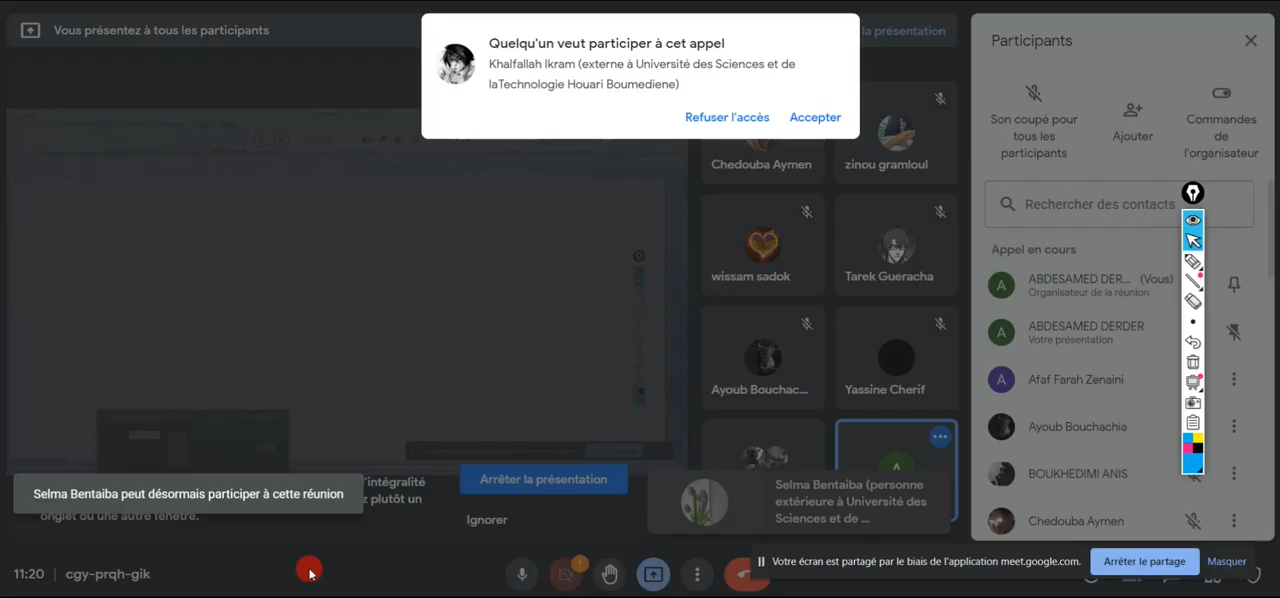 Vous présentez à tous les participants
la présentation
Quelqu'un veut participer à cet appel
Khalfallah Ikram (externe à Université des Sciences et de
laTechnologie Houari Boumediene)
Refuser l'accès
Accepter
Chedouba Aymen
zinou gramloul
wissam sadok
Tarek Gueracha
Ayoub Bouchac...
Yassine Cherif
A
Selma Bentaiba peut désormais participer à cette réunion
l'intégralité
z plutôt un
onglet ou une autre fenêtre.
Arrêter la présentation
Ignorer
Selma Bentaiba (personne
extérieure à Université des
Sciences et de ...
Participants
Son coupé pour
tous les
participants
Ajouter
Commandes
de
l'organisateur
Rechercher des contacts
Appel en cours
A
ABDESAMED DER... (Vous)
Organisateur de la réunion
A
ABDESAMED DERDER
Votre présentation
A
Afaf Farah Zenaini
Ayoub Bouchachia
BOUKHEDIMI ANIS
Chedouba Aymen
11:20 | cgy-prqh-gik
Votre écran est partagé par le biais de l'application meet.google.com.
Arrêter le partage
Masquer